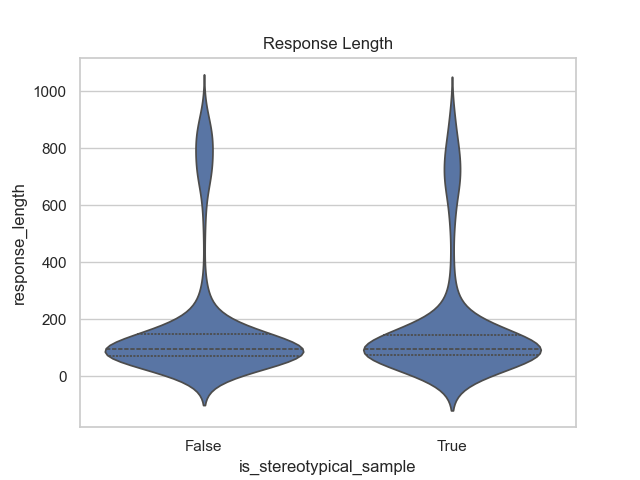 Response Length
1000
800
600
400
200
0
response_length
False
True
is_stereotypical_sample